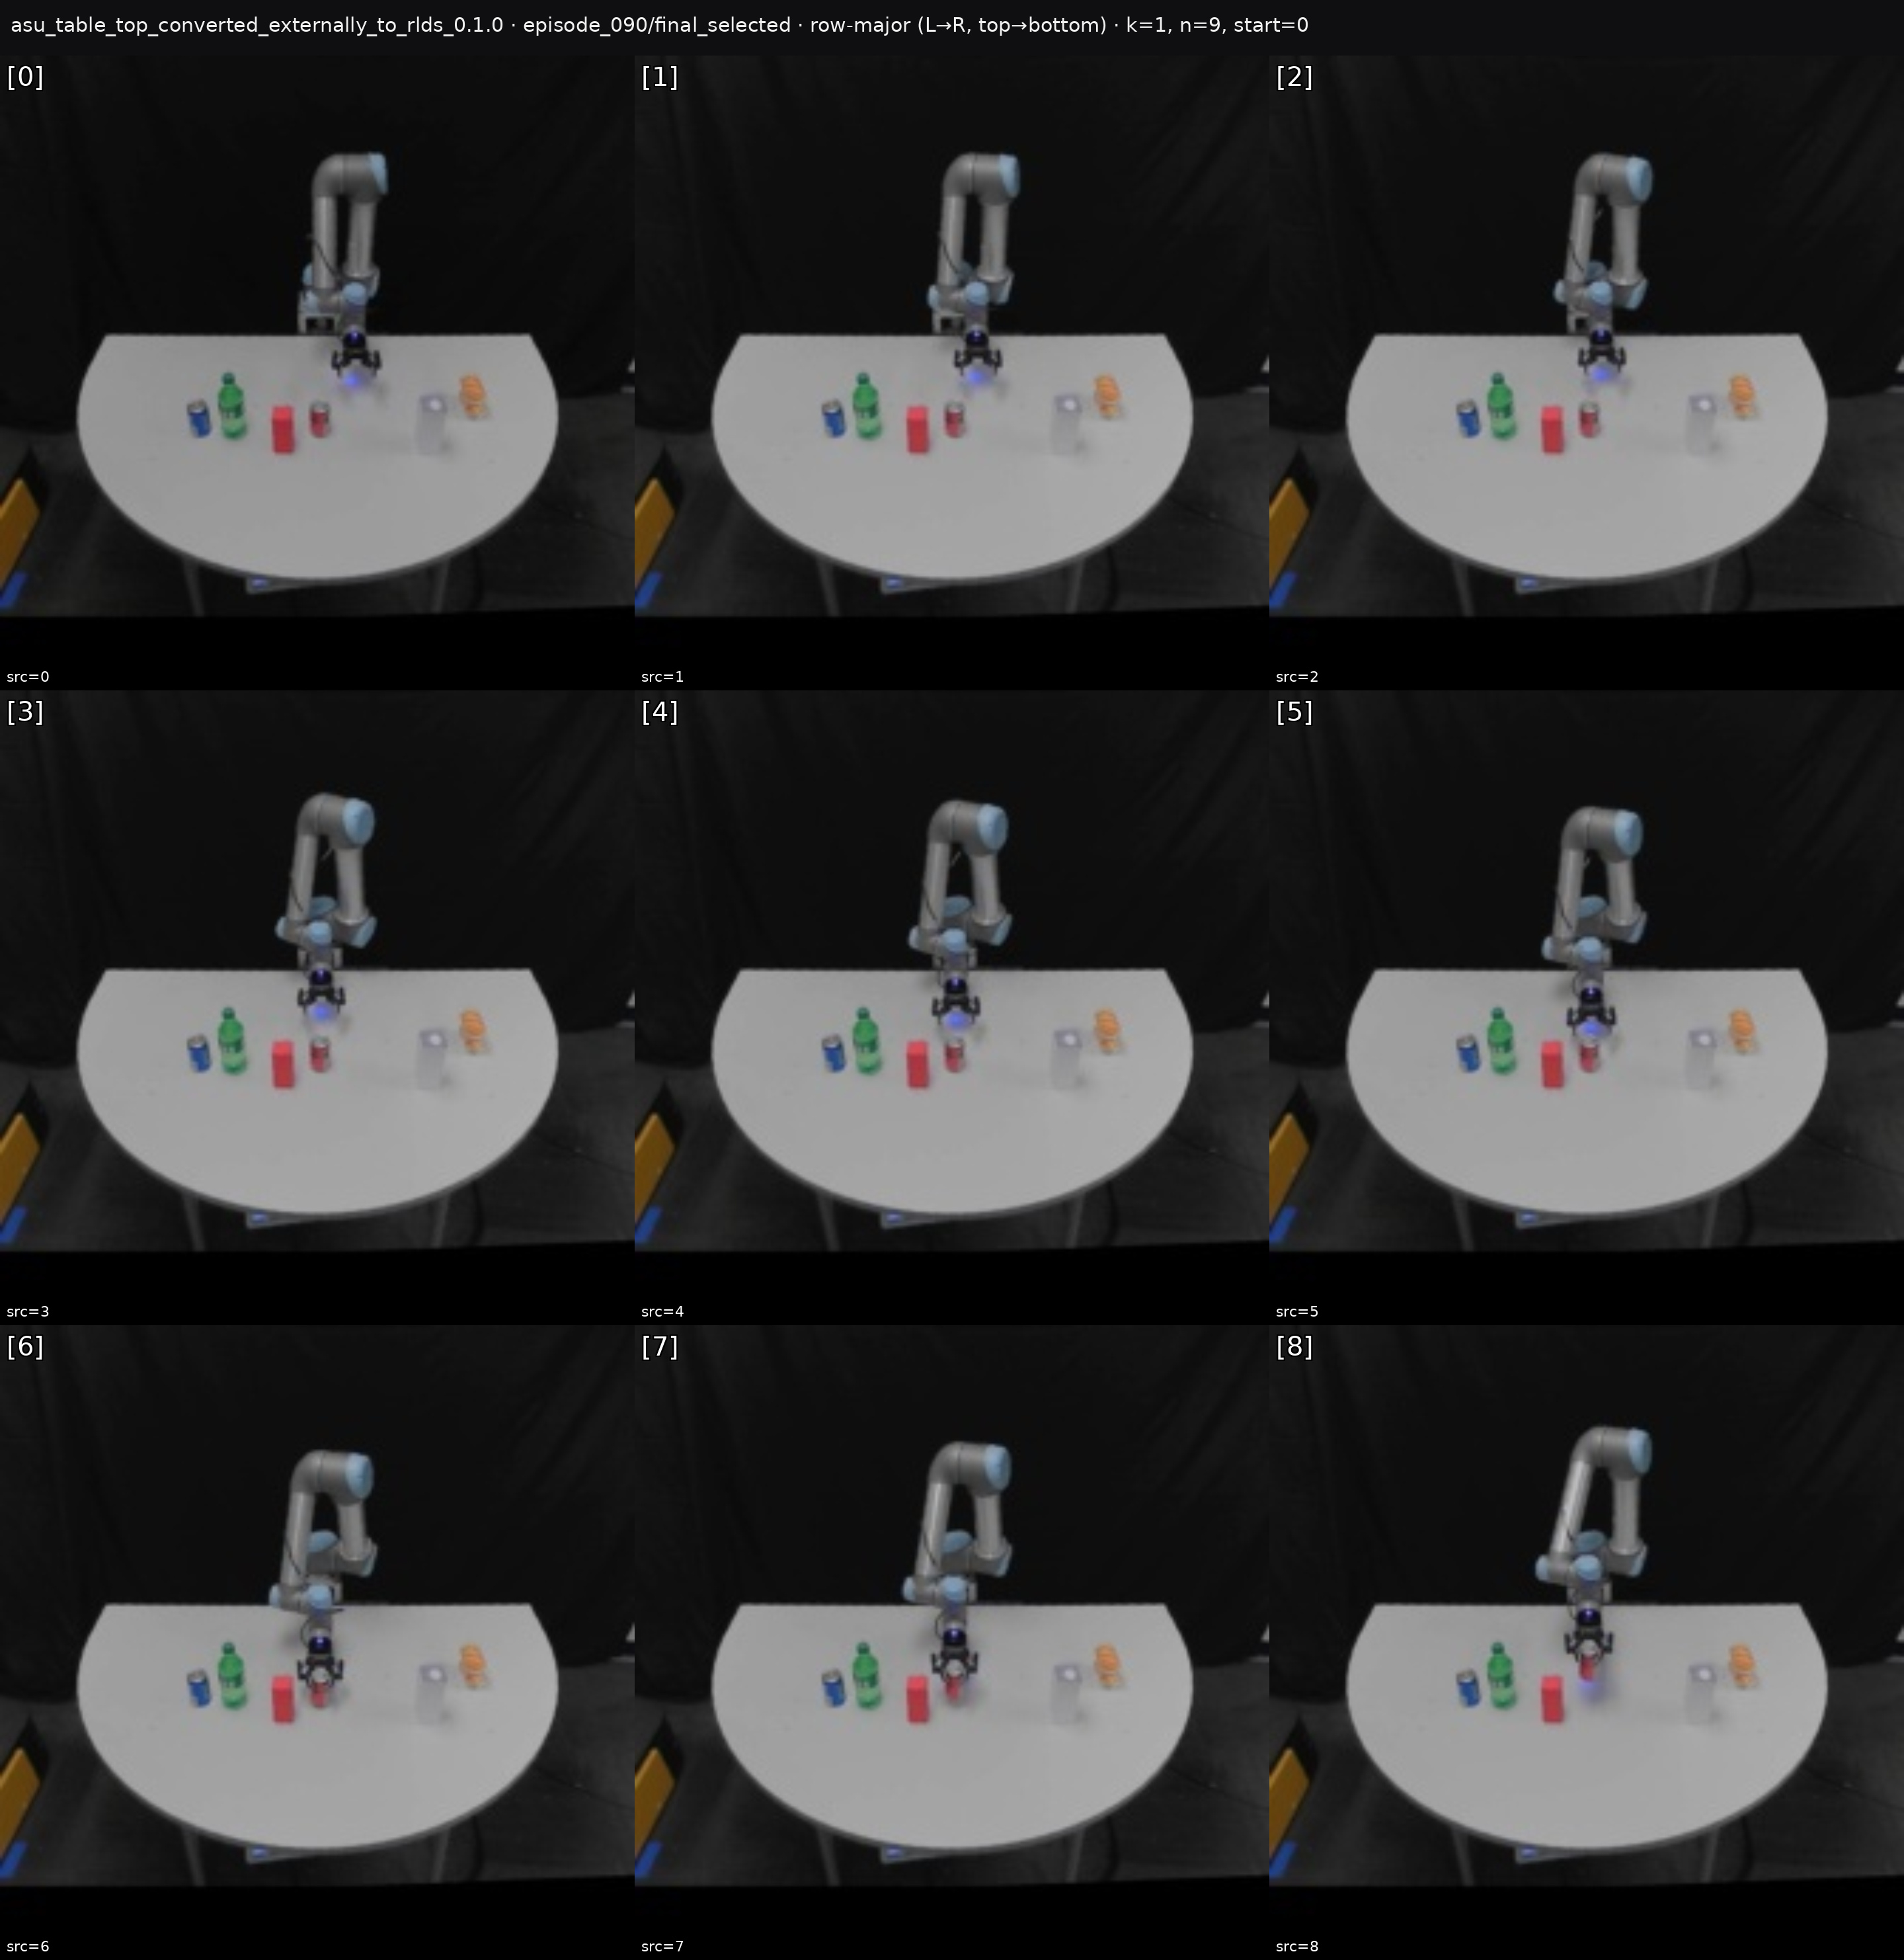 asu_table_top_converted_externally_to_rlds_0.1.0 · episode_090/final_selected · row-major (L→R, top→bottom) · k=1, n=9, start=0
[0]
[1]
[2]
src=0
src=1
src=2
[3]
[4]
[5]
src=3
src=4
src=5
[6]
[7]
[8]
src=6
src=7
src=8